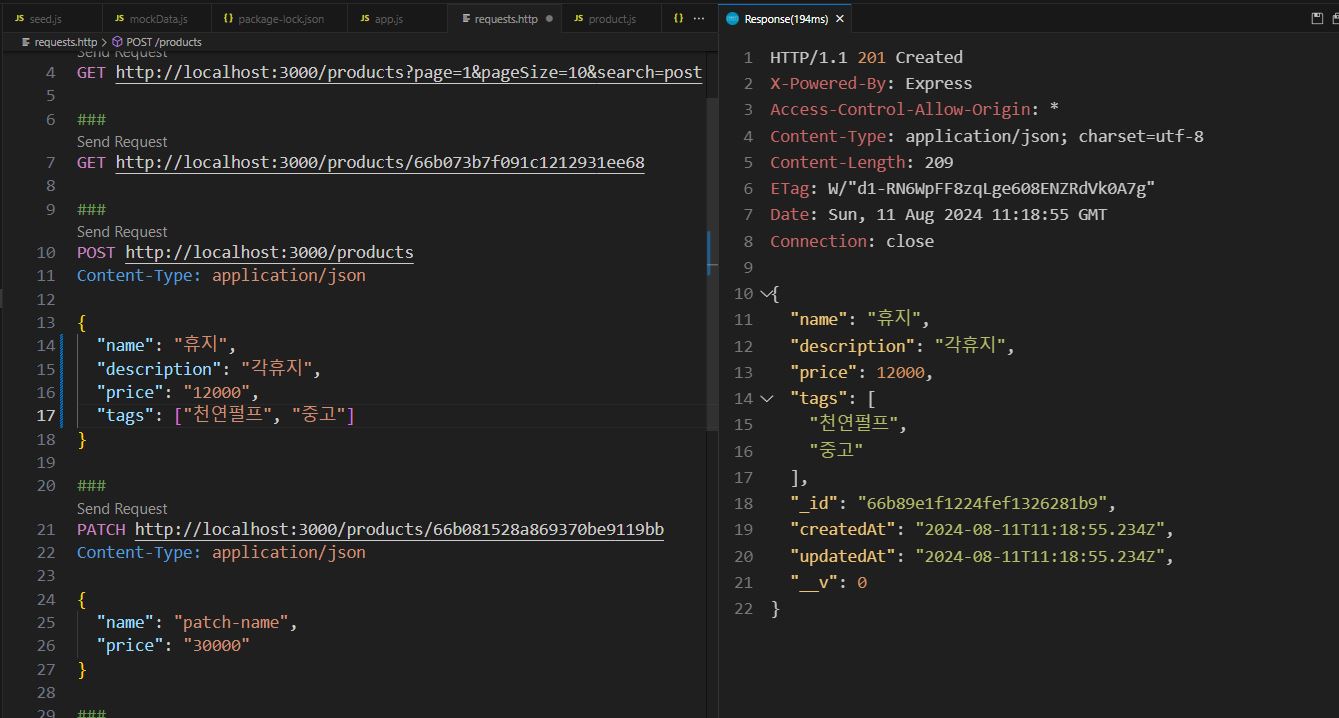 seed.js
mockData.js
package-lock.json
app.js
requests.http
product.js
Response(194ms)
requests.http > POST /products
Send Request
4 GET http://localhost:3000/products?page=1&pageSize=10&search=post
5
6 ###
Send Request
7 GET http://localhost:3000/products/66b073b7f091c1212931ee68
8
9 ###
Send Request
10 POST http://localhost:3000/products
11 Content-Type: application/json
12
13 {
14 "name": "휴지",
15 "description": "각휴지",
16 "price": "12000",
17 "tags": ["천연펄프", "중고"]
18 }
19
20 ###
Send Request
21 PATCH http://localhost:3000/products/66b081528a869370be9119bb
22 Content-Type: application/json
23
24 {
25 "name": "patch-name",
26 "price": "30000"
27 }
28
29 ###
1 HTTP/1.1 201 Created
2 X-Powered-By: Express
3 Access-Control-Allow-Origin: *
4 Content-Type: application/json; charset=utf-8
5 Content-Length: 209
6 ETag: W/"d1-RN6WpFF8zqLge608ENZRdVk0A7g"
7 Date: Sun, 11 Aug 2024 11:18:55 GMT
8 Connection: close
9
10 {
11 "name": "휴지",
12 "description": "각휴지",
13 "price": 12000,
14 "tags": [
15 "천연펄프",
16 "중고"
17 ],
18 "_id": "66b89e1f1224fef1326281b9",
19 "createdAt": "2024-08-11T11:18:55.234Z",
20 "updatedAt": "2024-08-11T11:18:55.234Z",
21 "__v": 0
22 }